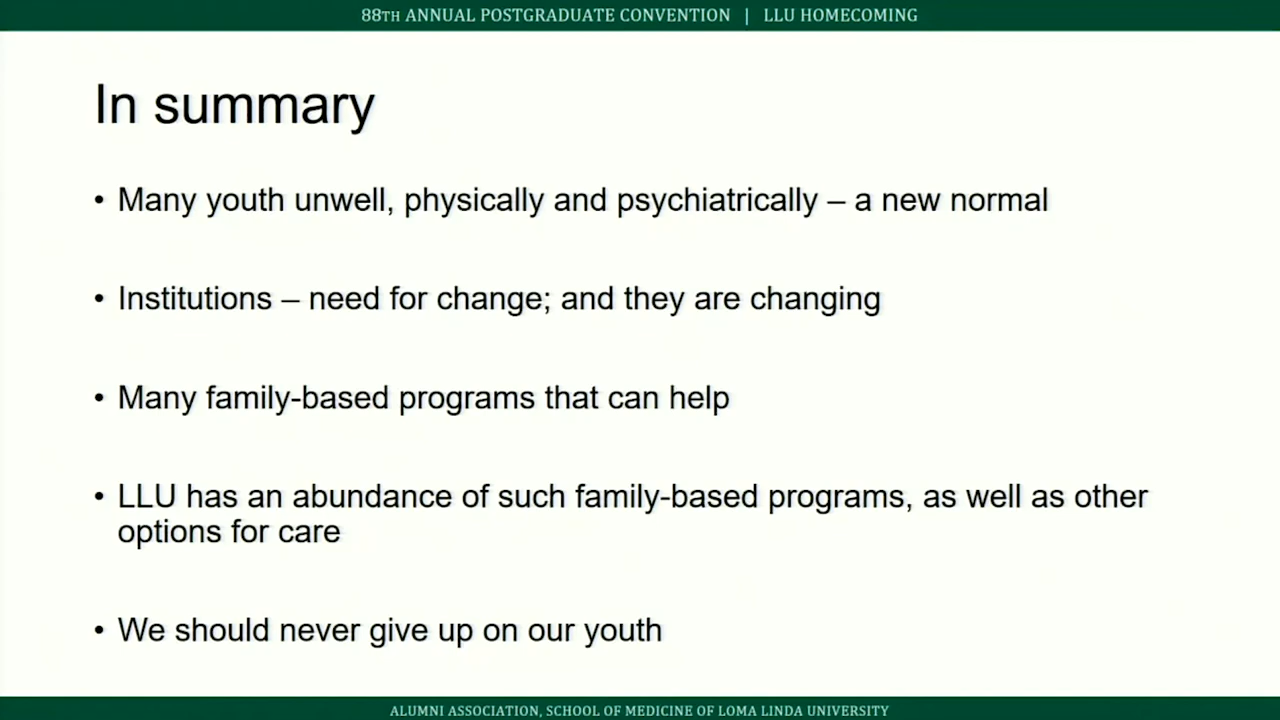 88TH ANNUAL POSTGRADUATE CONVENTION | LLU HOMECOMING
In summary
• Many youth unwell, physically and psychiatrically – a new normal
• Institutions – need for change; and they are changing
• Many family-based programs that can help
• LLU has an abundance of such family-based programs, as well as other
options for care
• We should never give up on our youth
ALUMNI ASSOCIATION, SCHOOL OF MEDICINE OF LOMA LINDA UNIVERSITY